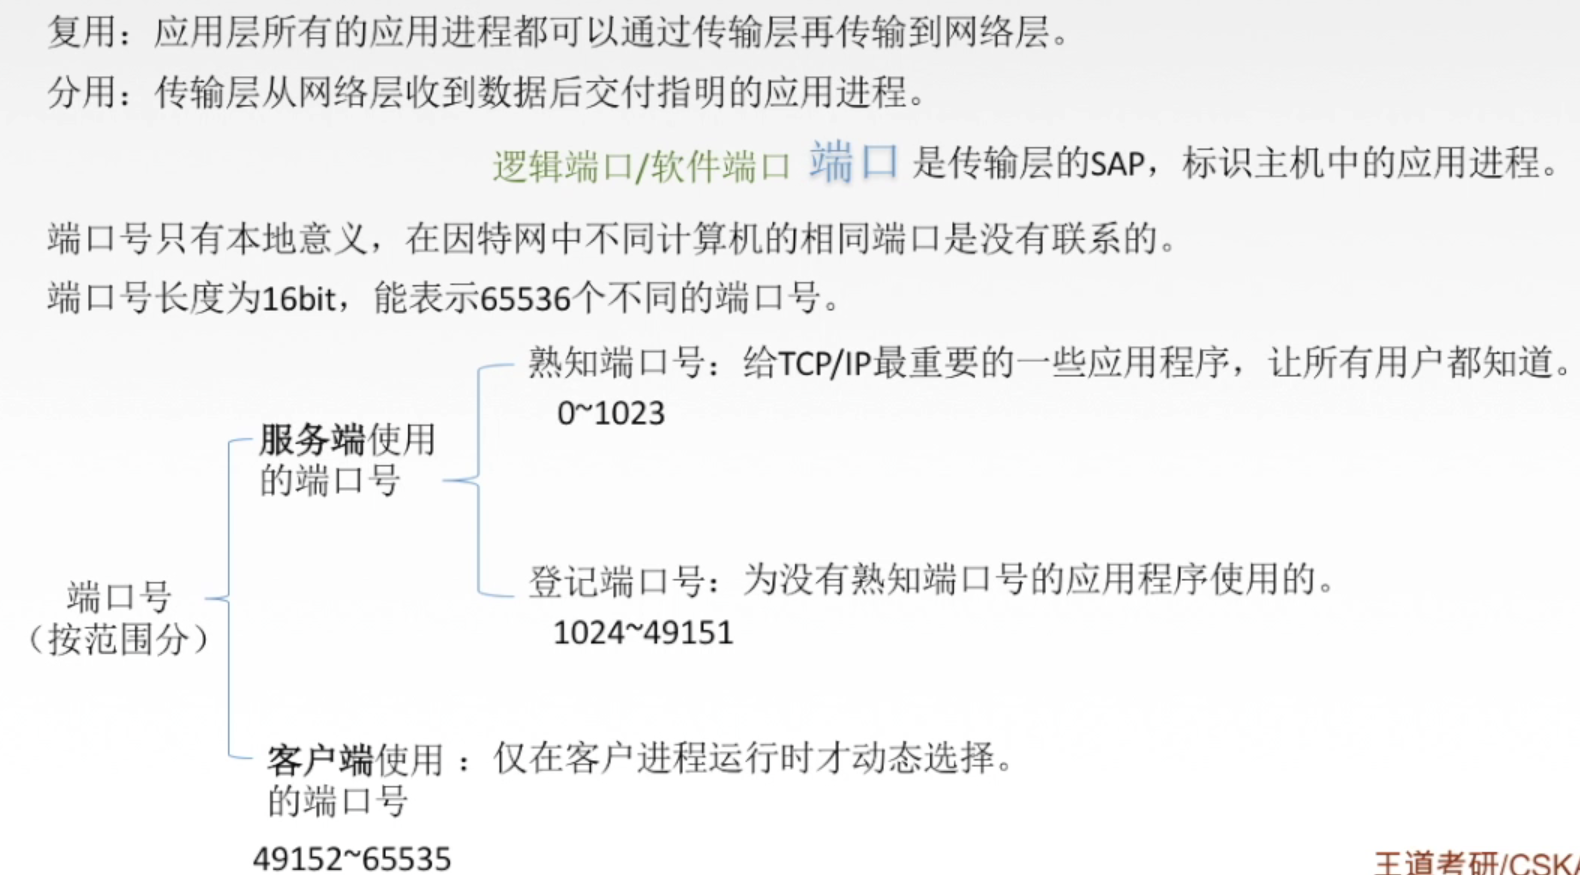 复用：应用层所有的应用进程都可以通过传输层再传输到网络层。
分用：传输层从网络层收到数据后交付指明的应用进程。
逻辑端口/软件端口 端口 是传输层的SAP，标识主机中的应用进程。
端口号只有本地意义，在因特网中不同计算机的相同端口是没有联系的。
端口号长度为16bit，能表示65536个不同的端口号。
熟知端口号：给TCP/IP最重要的一些应用程序，让所有用户都知道。
0~1023
服务端使用
的端口号
登记端口号：为没有熟知端口号的应用程序使用的。
1024~49151
端口号
（按范围分）
客户端使用：仅在客户进程运行时才动态选择。
的端口号
49152~65535
王道考研/CSKA